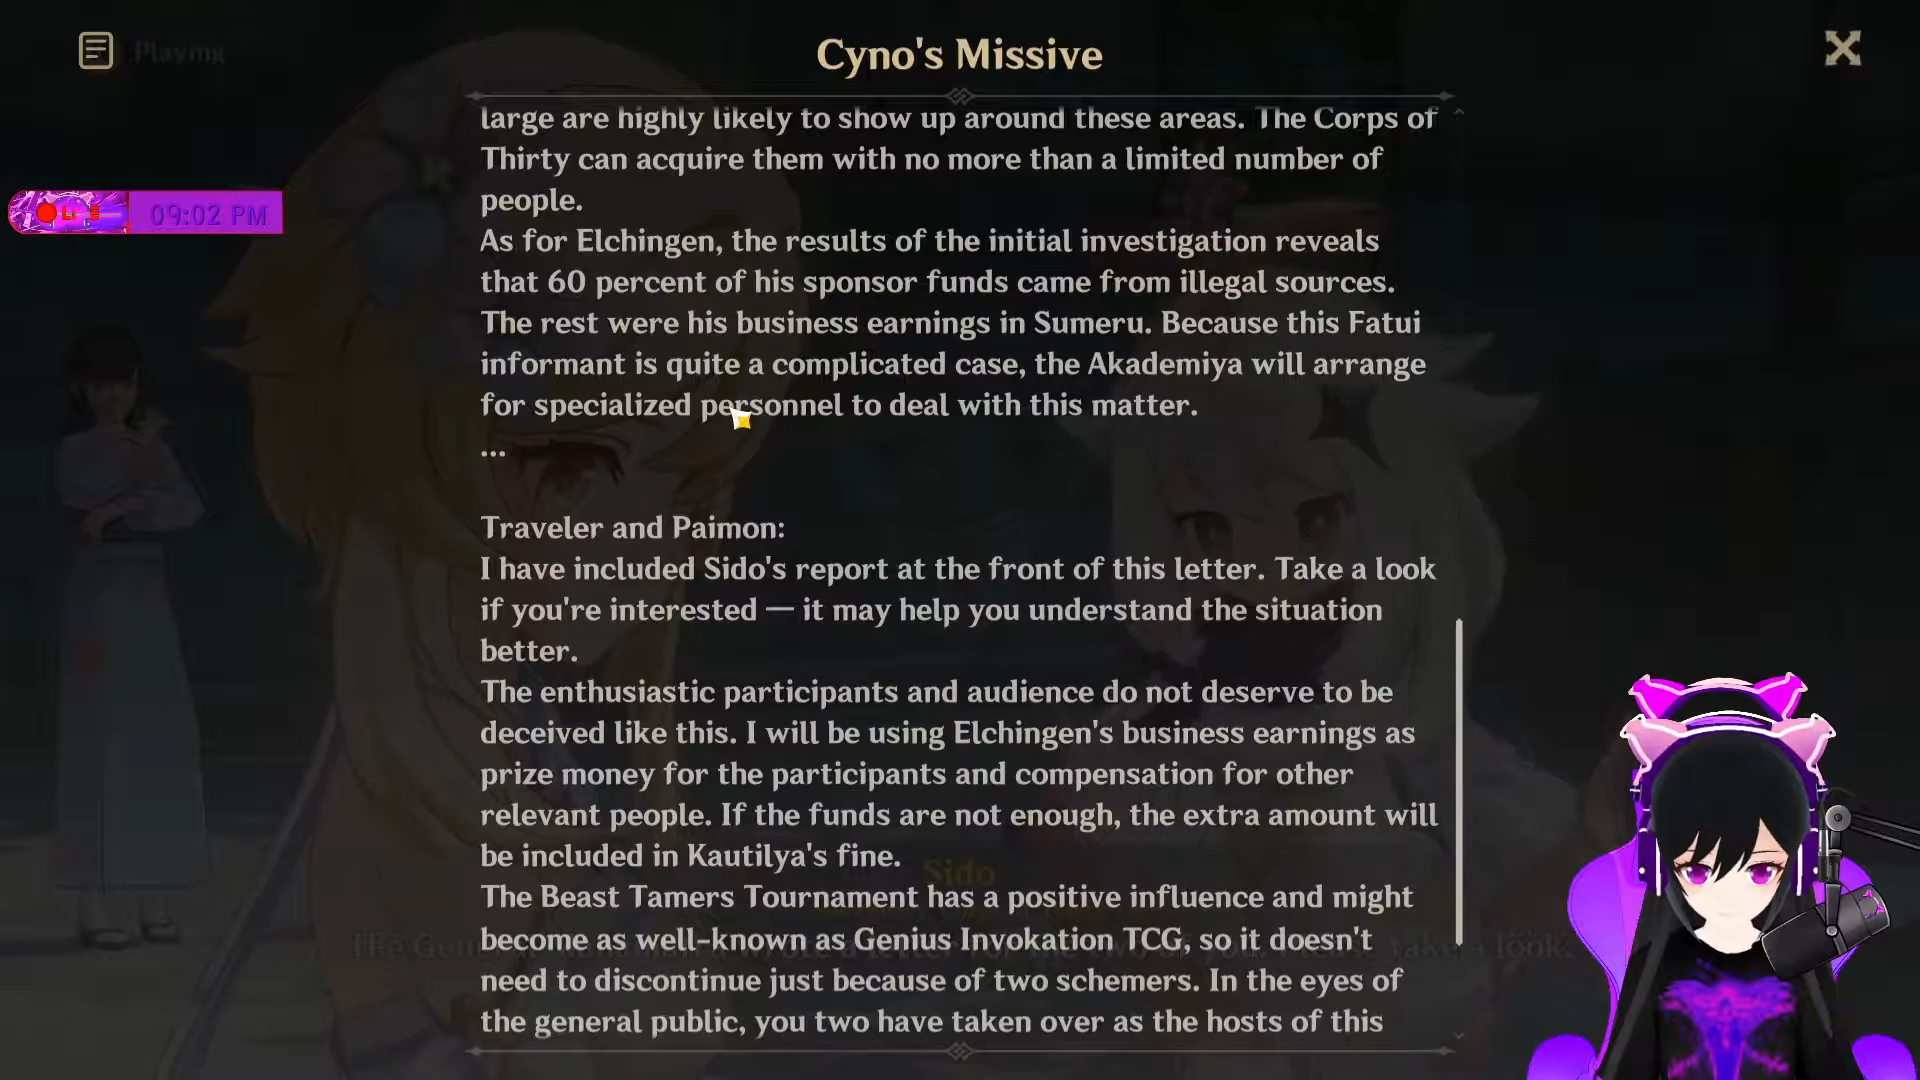 Playing
Cyno's Missive
large are highly likely to show up around these areas. The Corps of
Thirty can acquire them with no more than a limited number of
people.
09:02 PM
As for Elchingen, the results of the initial investigation reveals
that 60 percent of his sponsor funds came from illegal sources.
The rest were his business earnings in Sumeru. Because this Fatui
informant is quite a complicated case, the Akademiya will arrange
for specialized personnel to deal with this matter.
...
Traveler and Paimon:
I have included Sido's report at the front of this letter. Take a look
if you're interested — it may help you understand the situation
better.
The enthusiastic participants and audience do not deserve to be
deceived like this. I will be using Elchingen's business earnings as
prize money for the participants and compensation for other
relevant people. If the funds are not enough, the extra amount will
be included in Kautilya's fine.
Sido
The Beast Tamers Tournament has a positive influence and might
become as well-known as Genius Invokation TCG, so it doesn't
need to discontinue just because of two schemers. In the eyes of
the general public, you two have taken over as the hosts of this